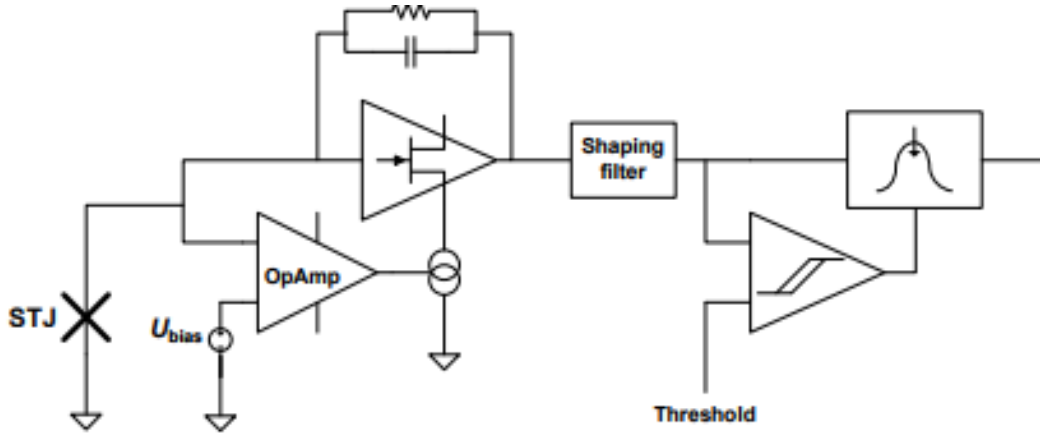 Shaping
filter
OpAmp
STJ
Ubias
Threshold